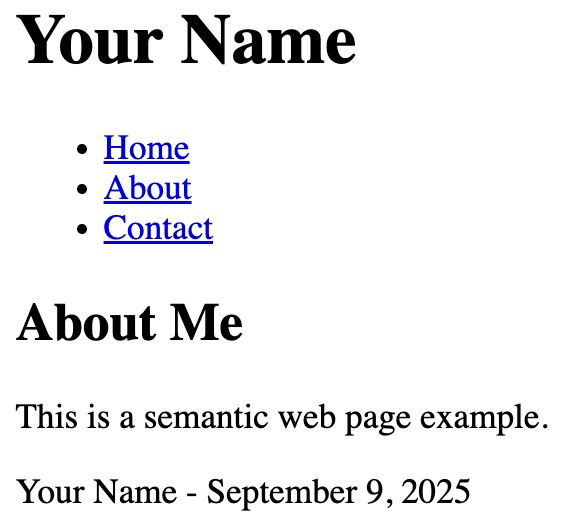 Your Name
Home
About
Contact
About Me
This is a semantic web page example.
Your Name - September 9, 2025